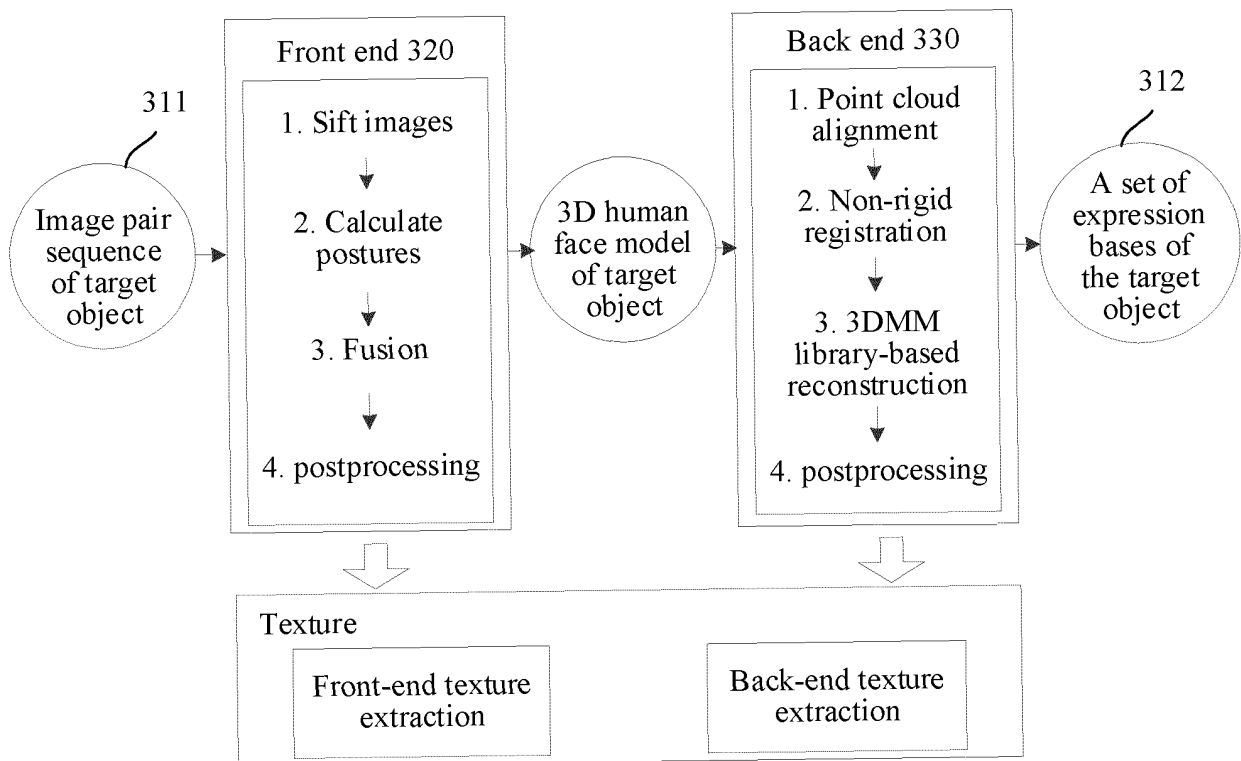 311
Image pair
sequence
of target
object
Front end 320
1. Sift images
2. Calculate
postures
3. Fusion
4. postprocessing
3D human
face model
of target
object
Back end 330
1. Point cloud
alignment
2. Non-rigid
registration
3. 3DMM
library-based
reconstruction
4. postprocessing
312
A set of
expression
bases of
the target
object
Texture
Front-end texture
extraction
Back-end texture
extraction